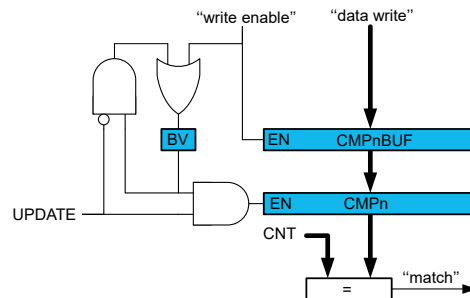 “write enable” “data write”
BV EN CMPnBUF
EN CMPn
UPDATE
CNT
= “match”